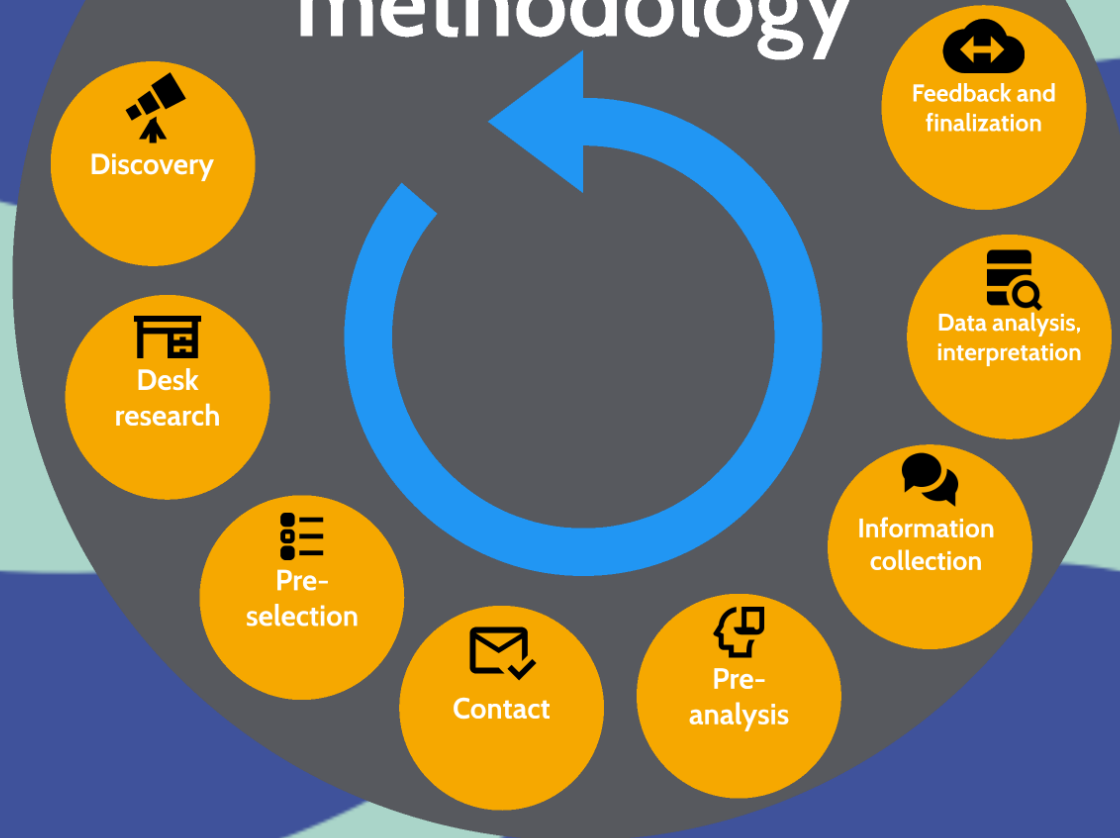 methodology
Discovery
Desk
research
Pre-
selection
Contact
Pre-
analysis
Information
collection
Data analysis,
interpretation
Feedback and
finalization